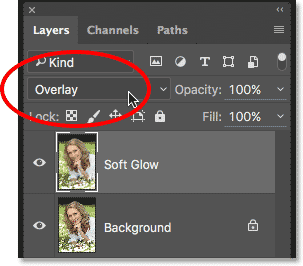 Layers Channels Paths
Kind
Overlay Opacity: 100%
Lock: Fill: 100%
Soft Glow
Background